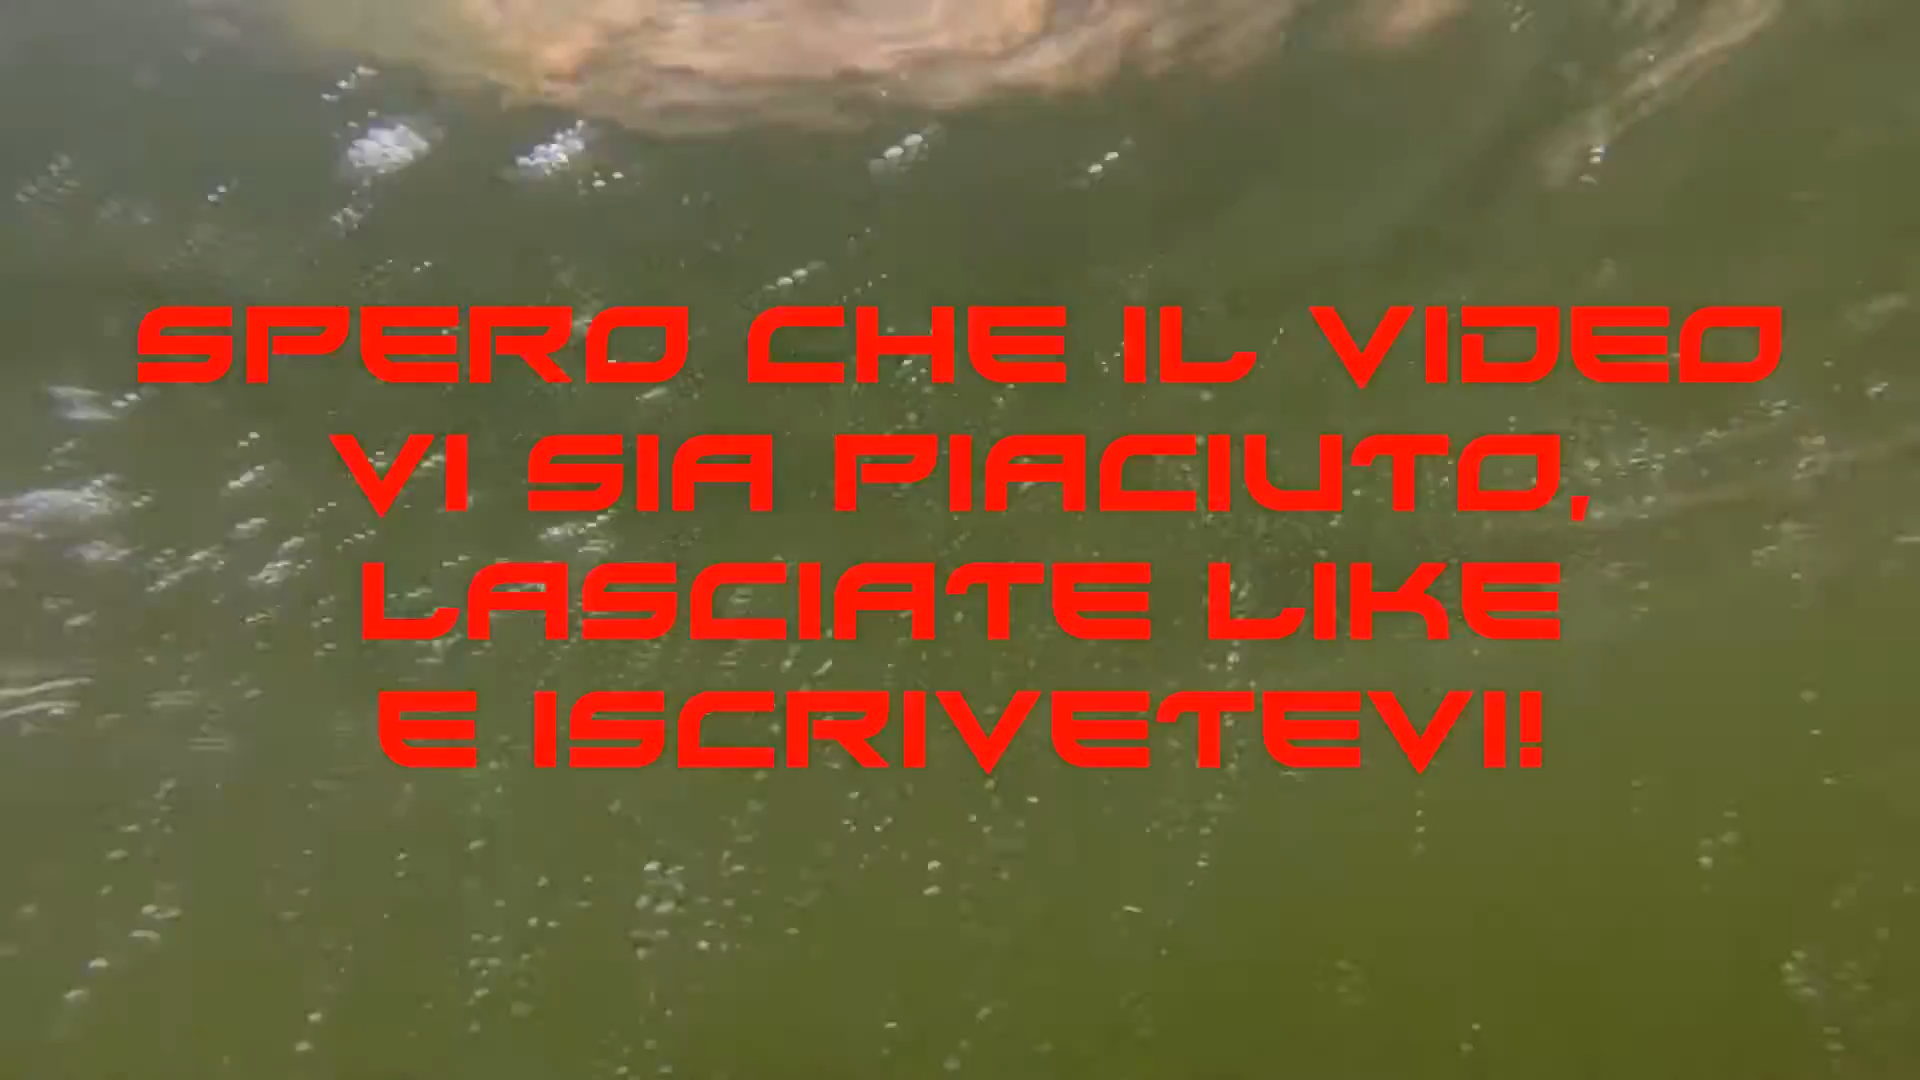 SPERO CHE IL VIDEO
VI SIA PIACIUTO,
LASCIATE LIKE
E ISCRIVETEVI!